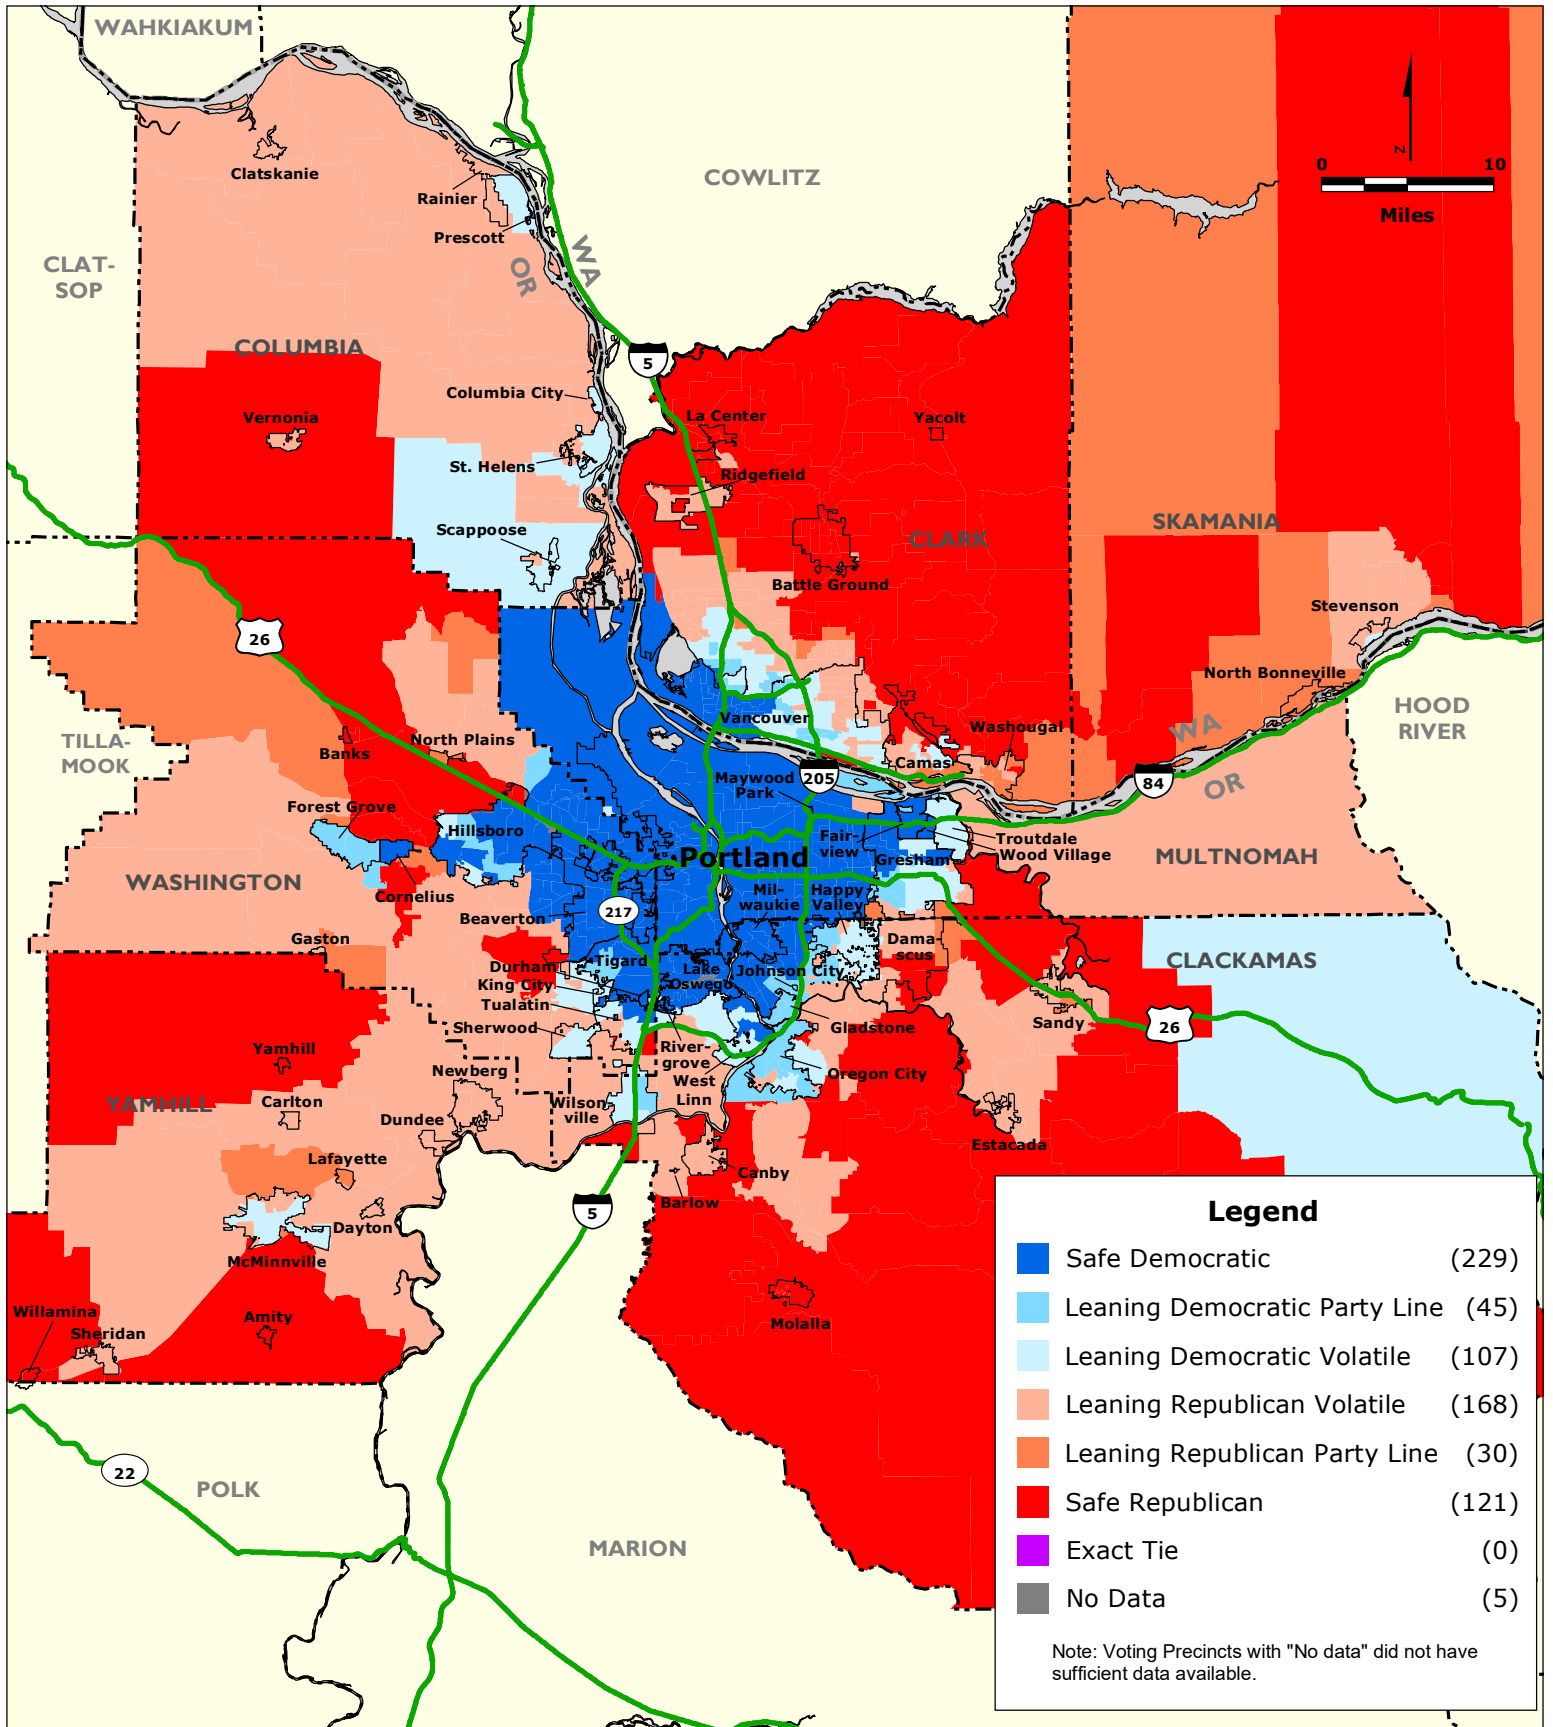 WAHKIAKUM
COWLITZ
CLAT-
SOP
COLUMBIA
SKAMANIA
CLARK
HOOD
RIVER
TILLA-
MOOK
WASHINGTON
MULTNOMAH
CLACKAMAS
YAMHILL
POLK
MARION
WA
OR
WA
OR
N
0
10
Miles
Clatskanie
Rainier
Prescott
5
Columbia City
La Center
Yacolt
Vernonia
St. Helens
Ridgefield
Scappoose
Battle Ground
Stevenson
26
North Bonneville
Vancouver
Washougal
Banks
North Plains
Camas
Maywood
Park
205
84
Forest Grove
Hillsboro
Fair-
view
Troutdale
Wood Village
Portland
Gresham
Cornelius
Mil-
waukie
Happy
Valley
Beaverton
217
Gaston
Dama-
scus
Durham
Tigard
Lake
Oswego
Johnson City
King City
Tualatin
Sherwood
Gladstone
Sandy
26
River-
grove
Yamhill
Newberg
West
Linn
Oregon City
Carlton
Dundee
Wilson-
ville
Estacada
Lafayette
Canby
Barlow
5
Dayton
McMinnville
Willamina
Sheridan
Amity
Molalla
22
Legend
Safe Democratic (229)
Leaning Democratic Party Line (45)
Leaning Democratic Volatile (107)
Leaning Republican Volatile (168)
Leaning Republican Party Line (30)
Safe Republican (121)
Exact Tie (0)
No Data (5)
Note: Voting Precincts with "No data" did not have
sufficient data available.